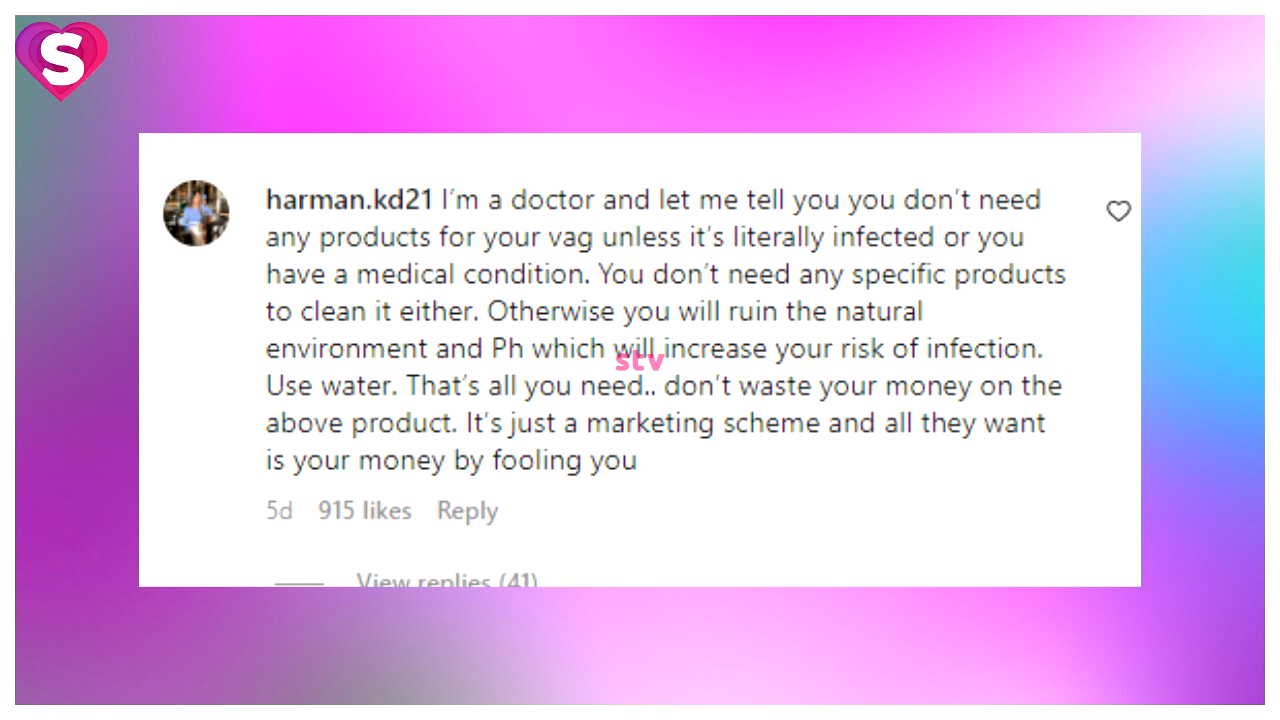 S
harman.kd21 I'm a doctor and let me tell you you don't need
any products for your vag unless it's literally infected or you
have a medical condition. You don't need any specific products
to clean it either. Otherwise you will ruin the natural
environment and Ph which will increase your risk of infection.
stv
Use water. That's all you need.. don't waste your money on the
above product. It's just a marketing scheme and all they want
is your money by fooling you
5d 915 likes Reply
View replies (41)